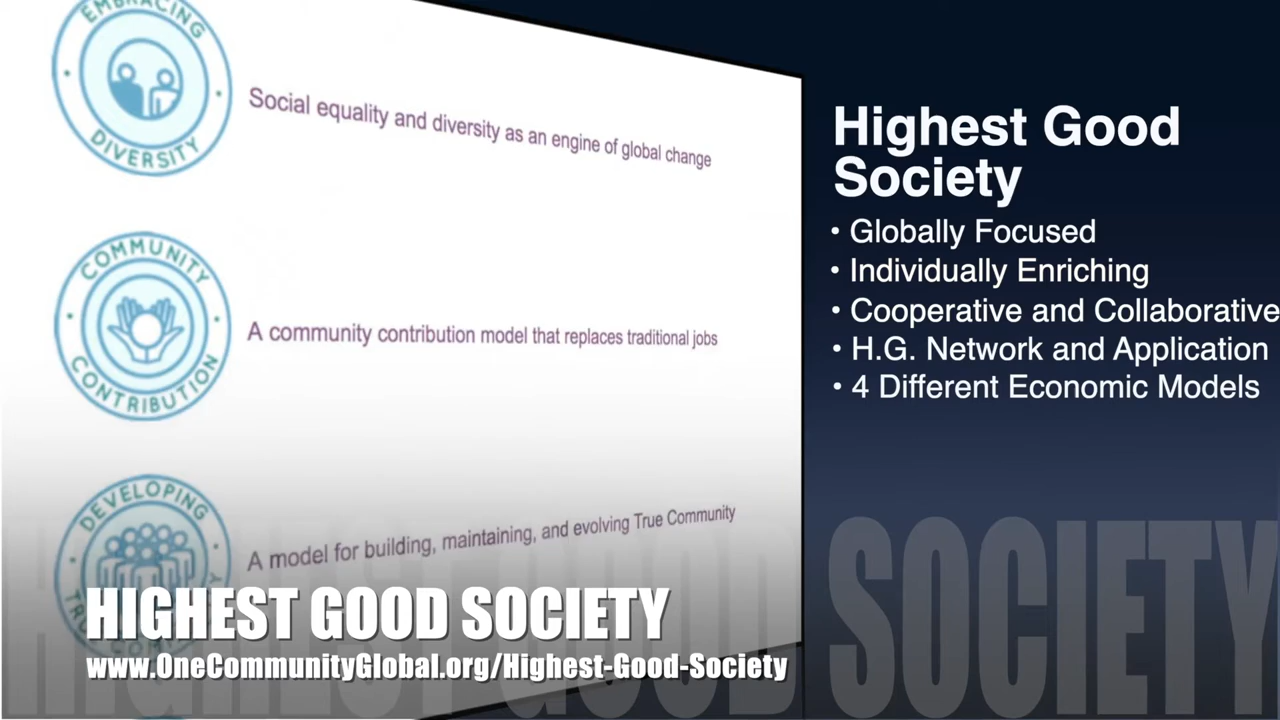 EMBRACING
DIVERSITY
Social equality and diversity as an engine of global change
COMMUNITY
CONTRIBUTION
A community contribution model that replaces traditional jobs
DEVELOPING
A model for building, maintaining, and evolving True Community
Highest Good
Society
• Globally Focused
• Individually Enriching
• Cooperative and Collaborative
• H.G. Network and Application
• 4 Different Economic Models
HIGHEST GOOD SOCIETY
HIGHEST GOOD SOCIETY
www.OneCommunityGlobal.org/Highest-Good-Society